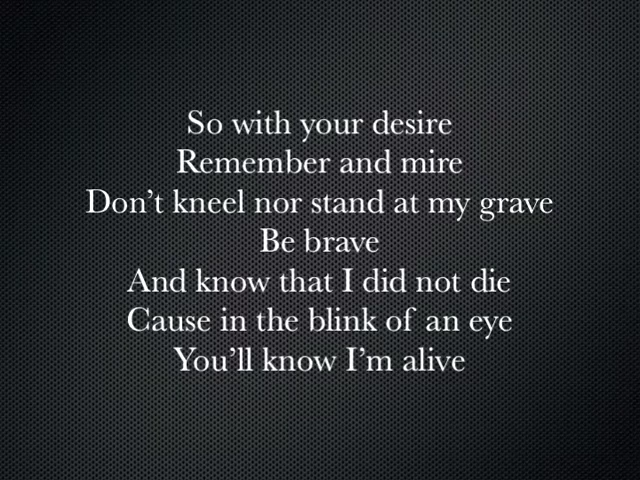 So with your desire
Remember and mire
Don’t kneel nor stand at my grave
Be brave
And know that I did not die
Cause in the blink of an eye
You’ll know I’m alive